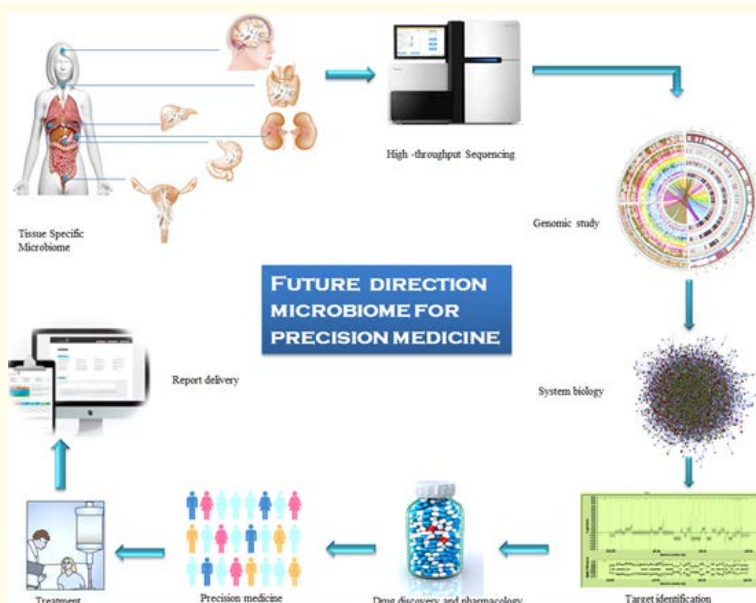 Tissue Specific
Microbiome
High -throughput Sequencing
Genomic study
FUTURE DIRECTION
MICROBIOME FOR
PRECISION MEDICINE
Report delivery
System biology
Treatment
Precision medicine
Drug discovery and pharmacology
Target identification